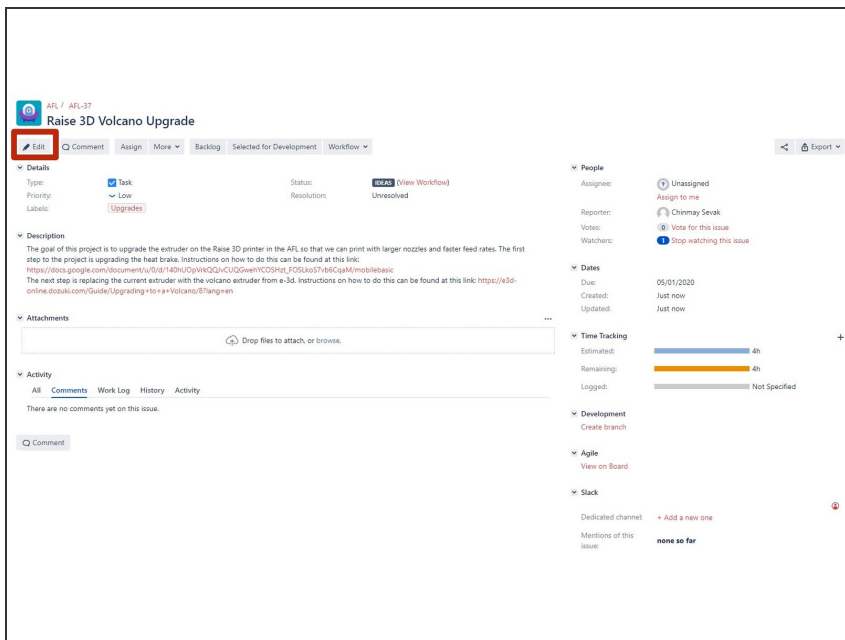 AFL / AFL-37
Raise 3D Volcano Upgrade
Edit Comment Assign More Backlog Selected for Development Workflow Export
Details
Type: Task Status: IDEAS (View Workflow)
Priority: Low Resolution: Unresolved
Labels: Upgrades
Description
The goal of this project is to upgrade the extruder on the Raise 3D printer in the AFL so that we can print with larger nozzles and faster feed rates. The first
step to the project is upgrading the heat brake. Instructions on how to do this can be found at this link:
https://docs.google.com/document/u/0/d/140hUOpVrkQQJvCUQGwehYCOSHzt_FOSLkoS7vb6CqaM/mobilebasic
The next step is replacing the current extruder with the volcano extruder from e-3d. Instructions on how to do this can be found at this link: https://e3d-
online.dozuki.com/Guide/Upgrading+to+a+Volcano/8?lang=en
Attachments
Drop files to attach, or browse.
Activity
All Comments Work Log History Activity
There are no comments yet on this issue.
Comment
People
Assignee: Unassigned
Assign to me
Reporter: Chinmay Sevak
Votes: 0 Vote for this issue
Watchers: 1 Stop watching this issue
Dates
Due: 05/01/2020
Created: Just now
Updated: Just now
Time Tracking
Estimated: 4h
Remaining: 4h
Logged: Not Specified
Development
Create branch
Agile
View on Board
Slack
Dedicated channel: + Add a new one
Mentions of this
issue: none so far